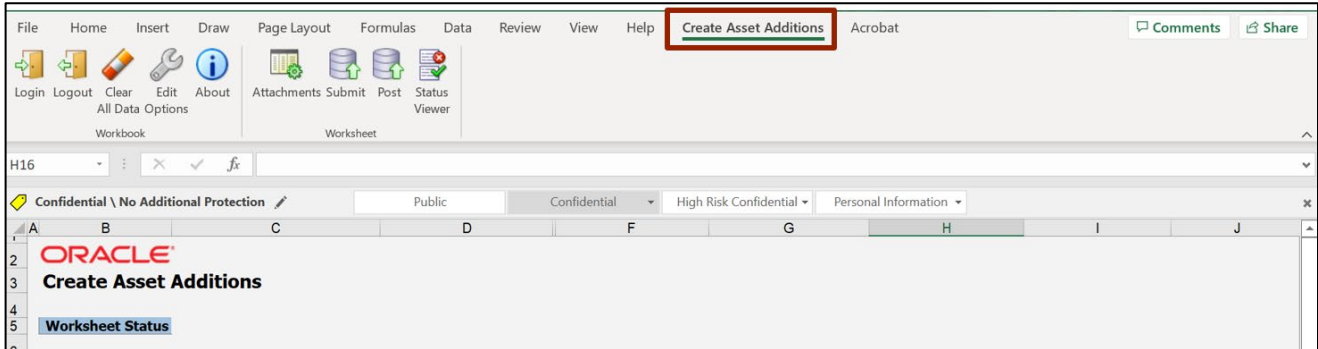 File Home Insert Draw Page Layout Formulas Data Review View Help Create Asset Additions Acrobat Comments Share
Login Logout Clear Edit About Attachments Submit Post Status
All Data Options Viewer
Workbook Worksheet
H16 fx
Confidential \ No Additional Protection Public Confidential High Risk Confidential Personal Information
A B C D F G H I J
2 ORACLE
3 Create Asset Additions
4
5 Worksheet Status